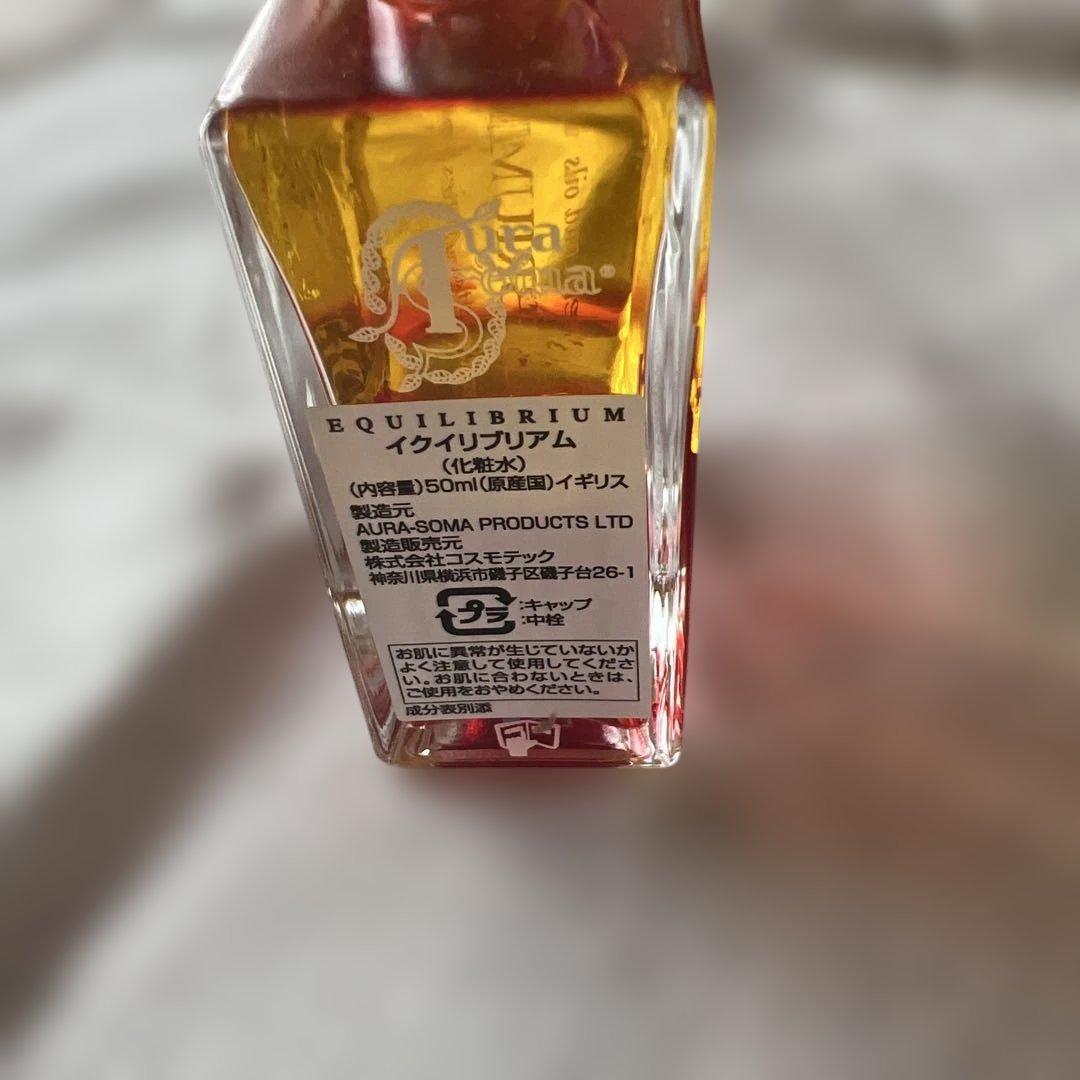 Aura
Soma®
EQUILIBRIUM
イクイリブリアム
(化粧水)
(内容量)50ml(原産国)イギリス
製造元
AURA-SOMA PRODUCTS LTD
製造販売元
株式会社コスモテック
神奈川県横浜市磯子区磯子台26-1
プラ :キャップ
:中栓
お肌に異常が生じていないか
よく注意して使用してくださ
い。お肌に合わないときは、
ご使用をおやめください。
成分表別添